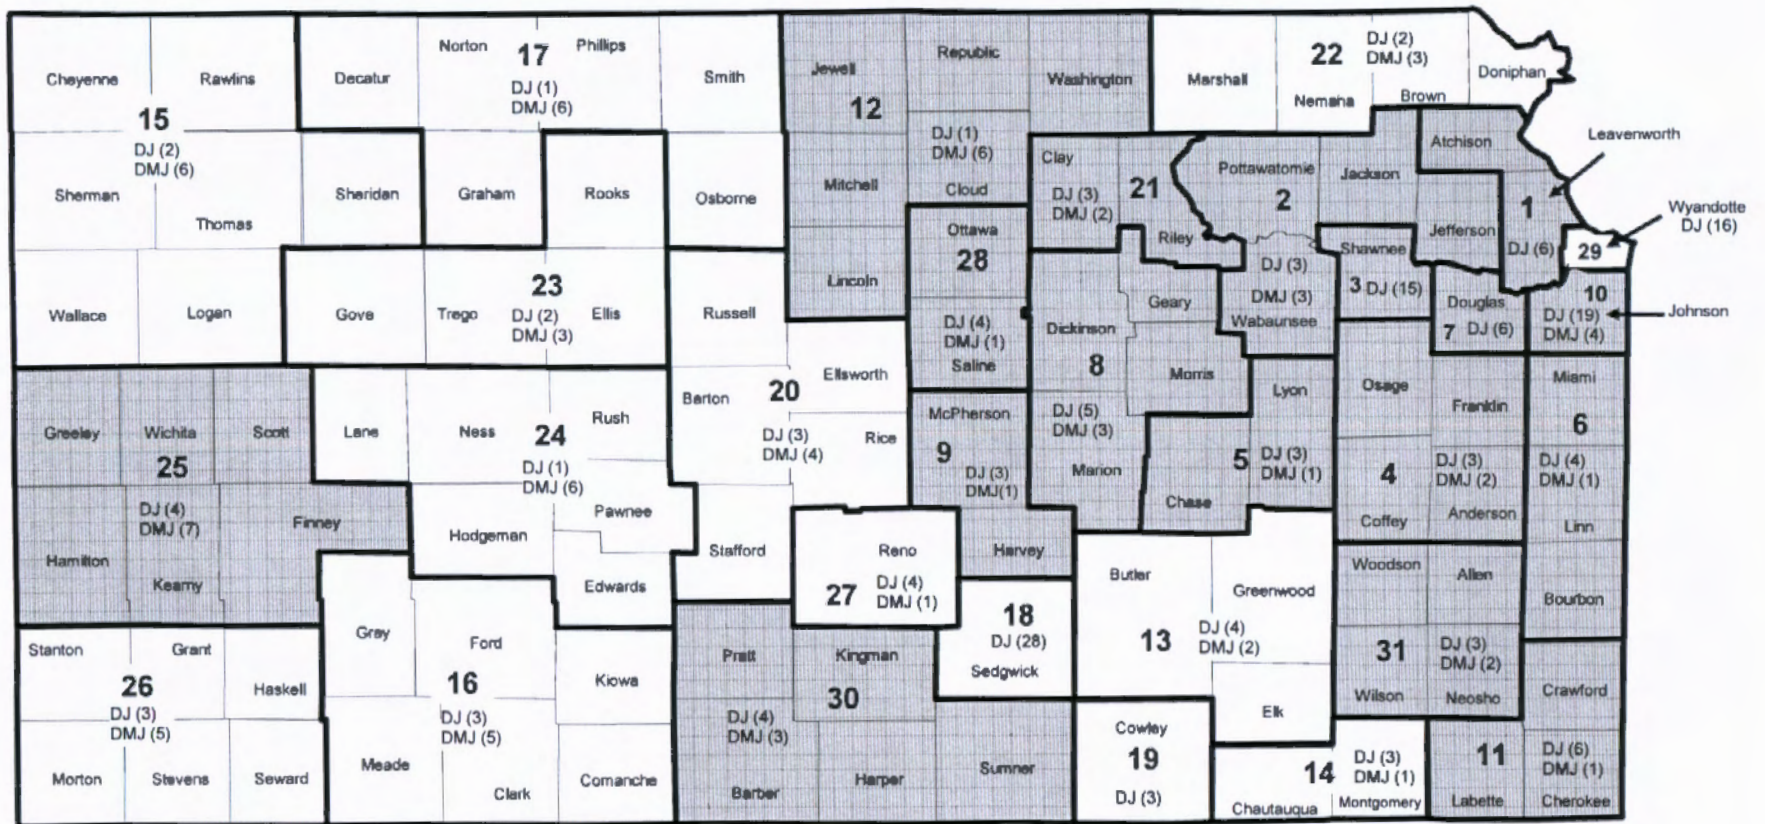 Cheyenne
Rawlins
15
DJ (2)
DMJ (6)
Sherman
Thomas
Sheridan
Wallace
Logan
Decatur
Norton
17
Phillips
DJ (1)
DMJ (6)
Smith
Graham
Rooks
Osborne
Gove
Trego
23
DJ (2)
DMJ (3)
Ellis
Jewell
12
Republic
Washington
DJ (1)
DMJ (6)
Cloud
Mitchell
Lincoln
Marshall
22
DJ (2)
DMJ (3)
Nemaha
Brown
Doniphan
Clay
21
DJ (3)
DMJ (2)
Riley
Pottawatomie
2
Jackson
Jefferson
DJ (3)
DMJ (3)
Wabaunsee
Atchison
Leavenworth
1
DJ (6)
Wyandotte
DJ (16)
29
Shawnee
3 DJ (15)
Douglas
7 DJ (6)
10
DJ (19)
DMJ (4)
Johnson
Ottawa
28
DJ (4)
DMJ (1)
Saline
Dickinson
Geary
8
Morris
DJ (5)
DMJ (3)
Marion
Russell
Barton
20
Ellsworth
DJ (3)
DMJ (4)
Rice
Stafford
McPherson
9
DJ (3)
DMJ(1)
Harvey
Lyon
5
DJ (3)
DMJ (1)
Chase
Osage
Franklin
4
DJ (3)
DMJ (2)
Coffey
Anderson
Miami
6
DJ (4)
DMJ (1)
Linn
Bourbon
Greeley
Wichita
Scott
25
DJ (4)
DMJ (7)
Finney
Hamilton
Kearny
Lane
Ness
24
Rush
DJ (1)
DMJ (6)
Hodgeman
Pawnee
Edwards
Reno
27
DJ (4)
DMJ (1)
18
DJ (28)
Sedgwick
Butler
Greenwood
13
DJ (4)
DMJ (2)
Elk
Woodson
Allen
31
DJ (3)
DMJ (2)
Wilson
Neosho
Stanton
Grant
26
Haskell
DJ (3)
DMJ (5)
Morton
Stevens
Seward
Gray
Ford
16
Kiowa
DJ (3)
DMJ (5)
Meade
Clark
Comanche
Pratt
Kingman
30
DJ (4)
DMJ (3)
Barber
Harper
Sumner
Cowley
19
DJ (3)
14
DJ (3)
DMJ (1)
Chautauqua
Montgomery
Crawford
11
DJ (6)
DMJ (1)
Labette
Cherokee